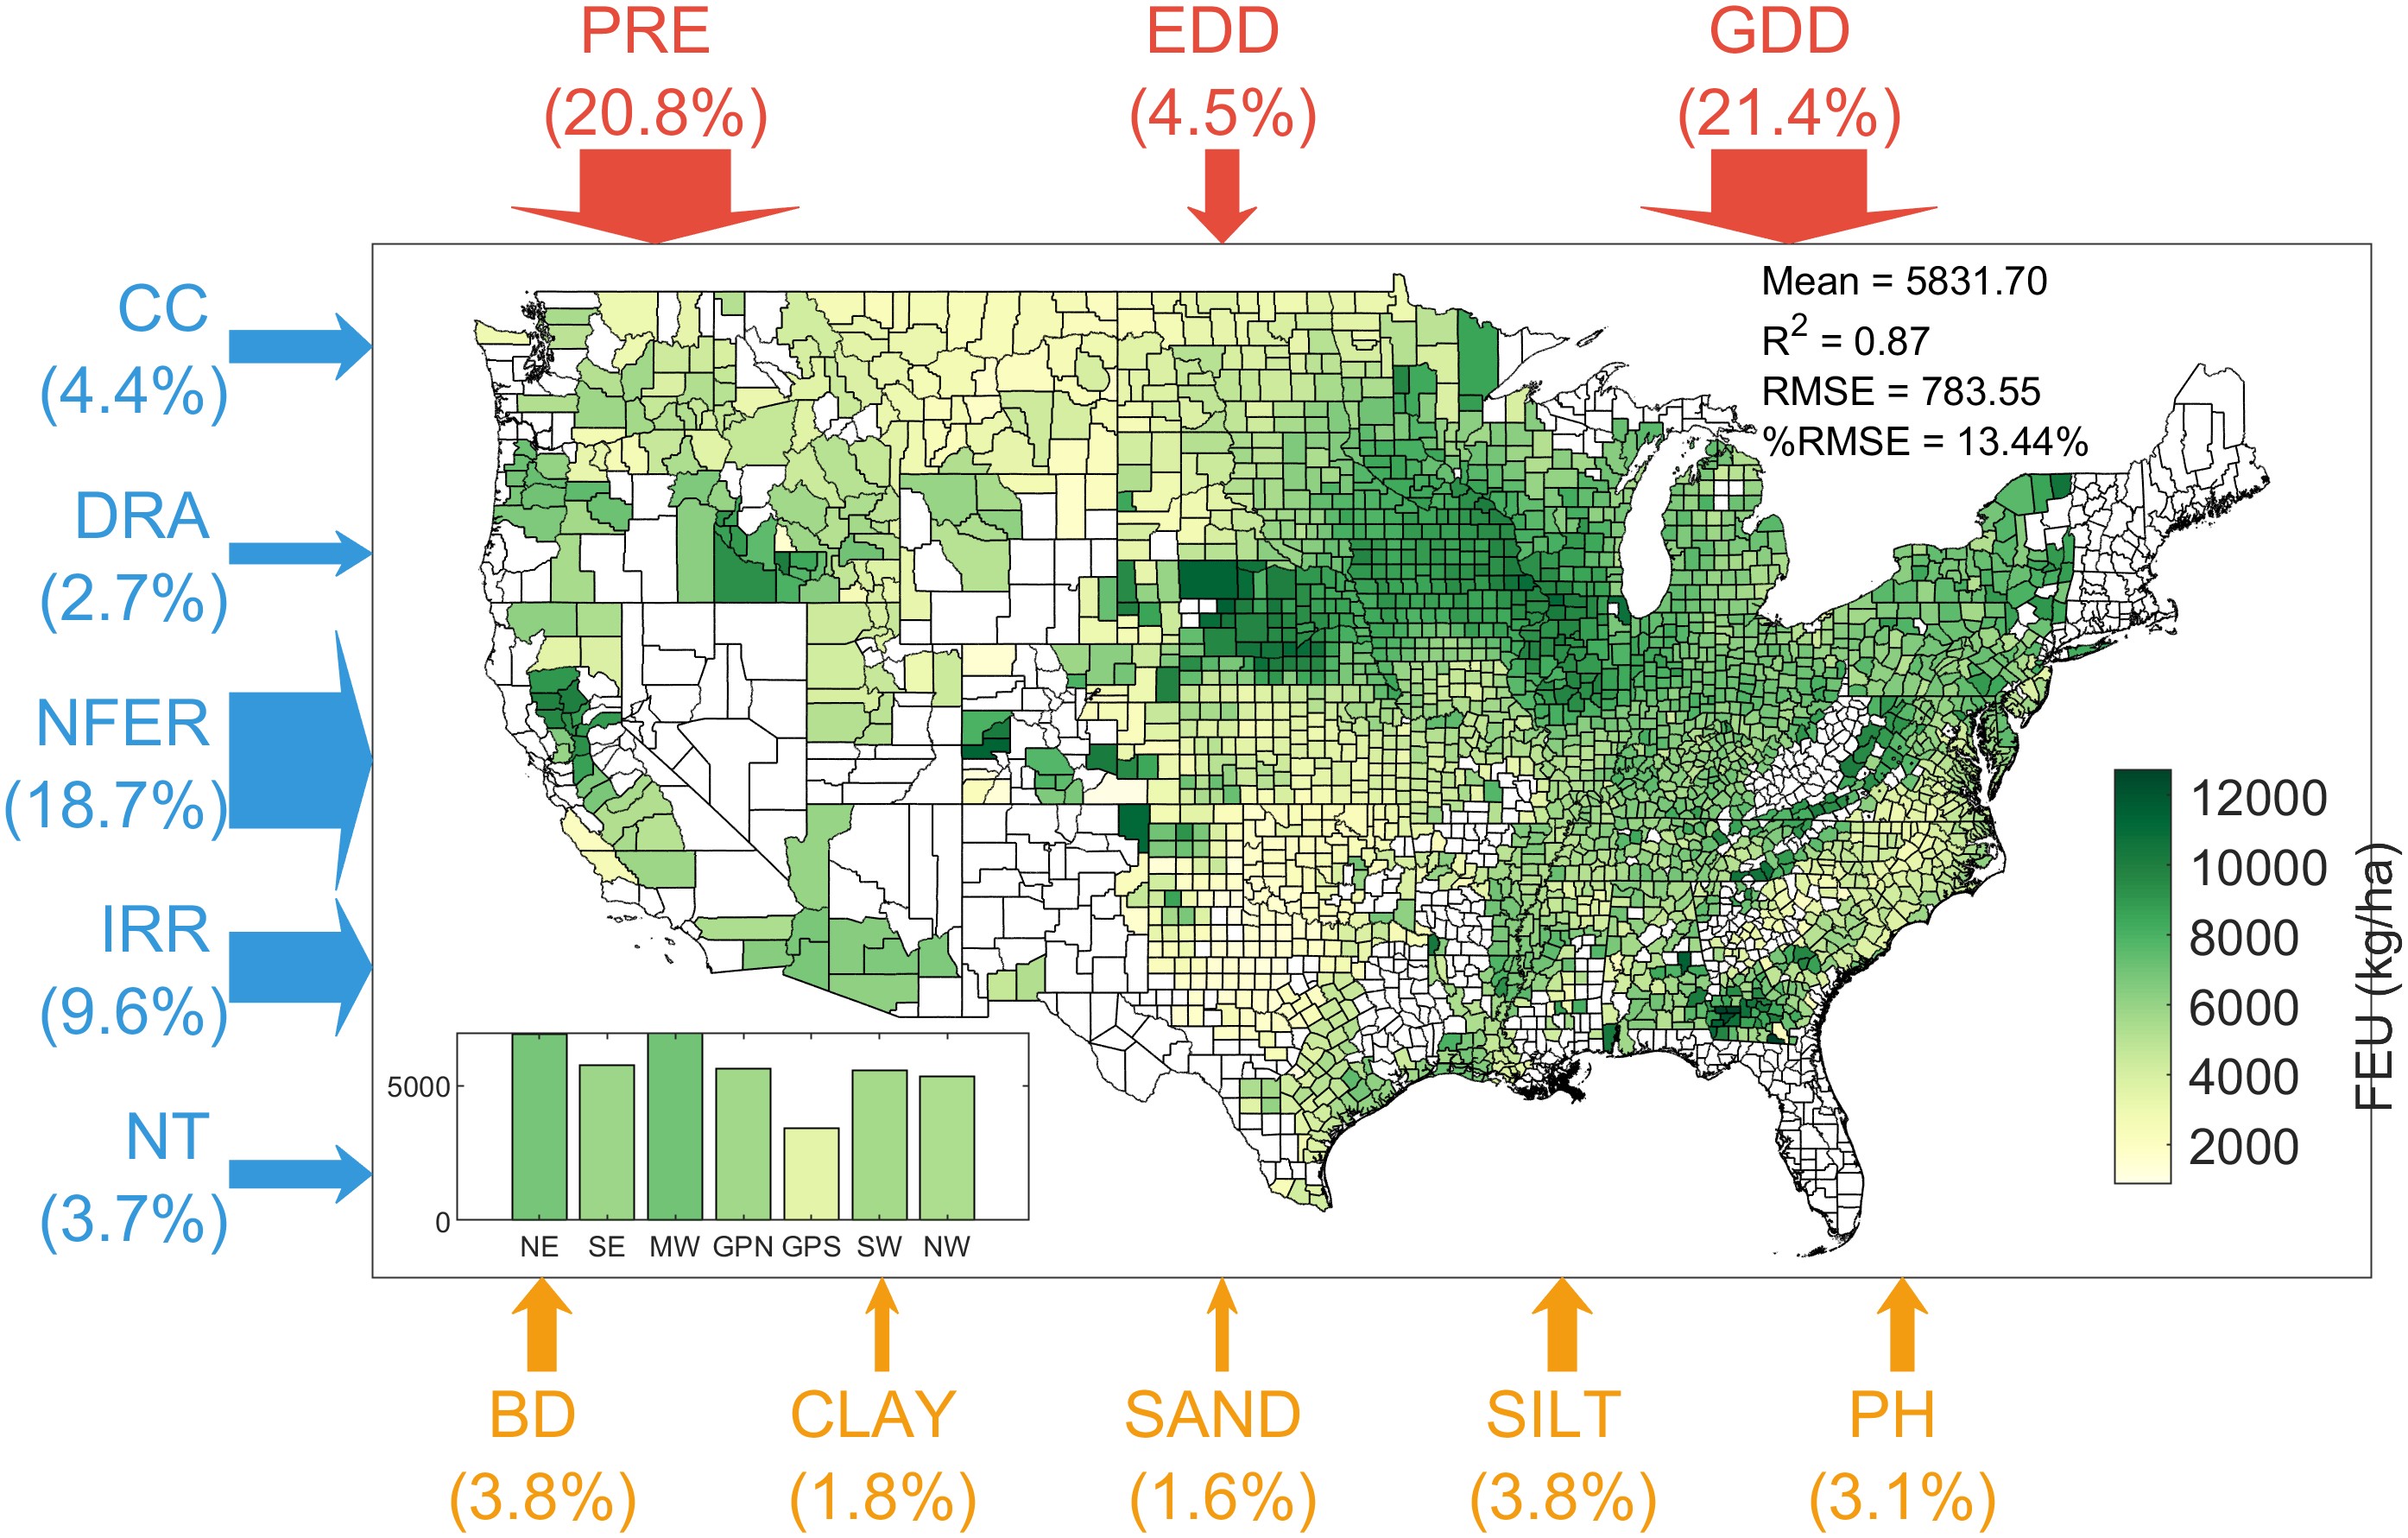 PRE
(20.8%)
EDD
(4.5%)
GDD
(21.4%)
CC
(4.4%)
DRA
(2.7%)
NFER
(18.7%)
IRR
(9.6%)
NT
(3.7%)
Mean = 5831.70
R² = 0.87
RMSE = 783.55
%RMSE = 13.44%
12000
10000
8000
6000
4000
2000
FEU (kg/ha)
5000
0
NE SE MW GPN GPS SW NW
BD
(3.8%)
CLAY
(1.8%)
SAND
(1.6%)
SILT
(3.8%)
PH
(3.1%)